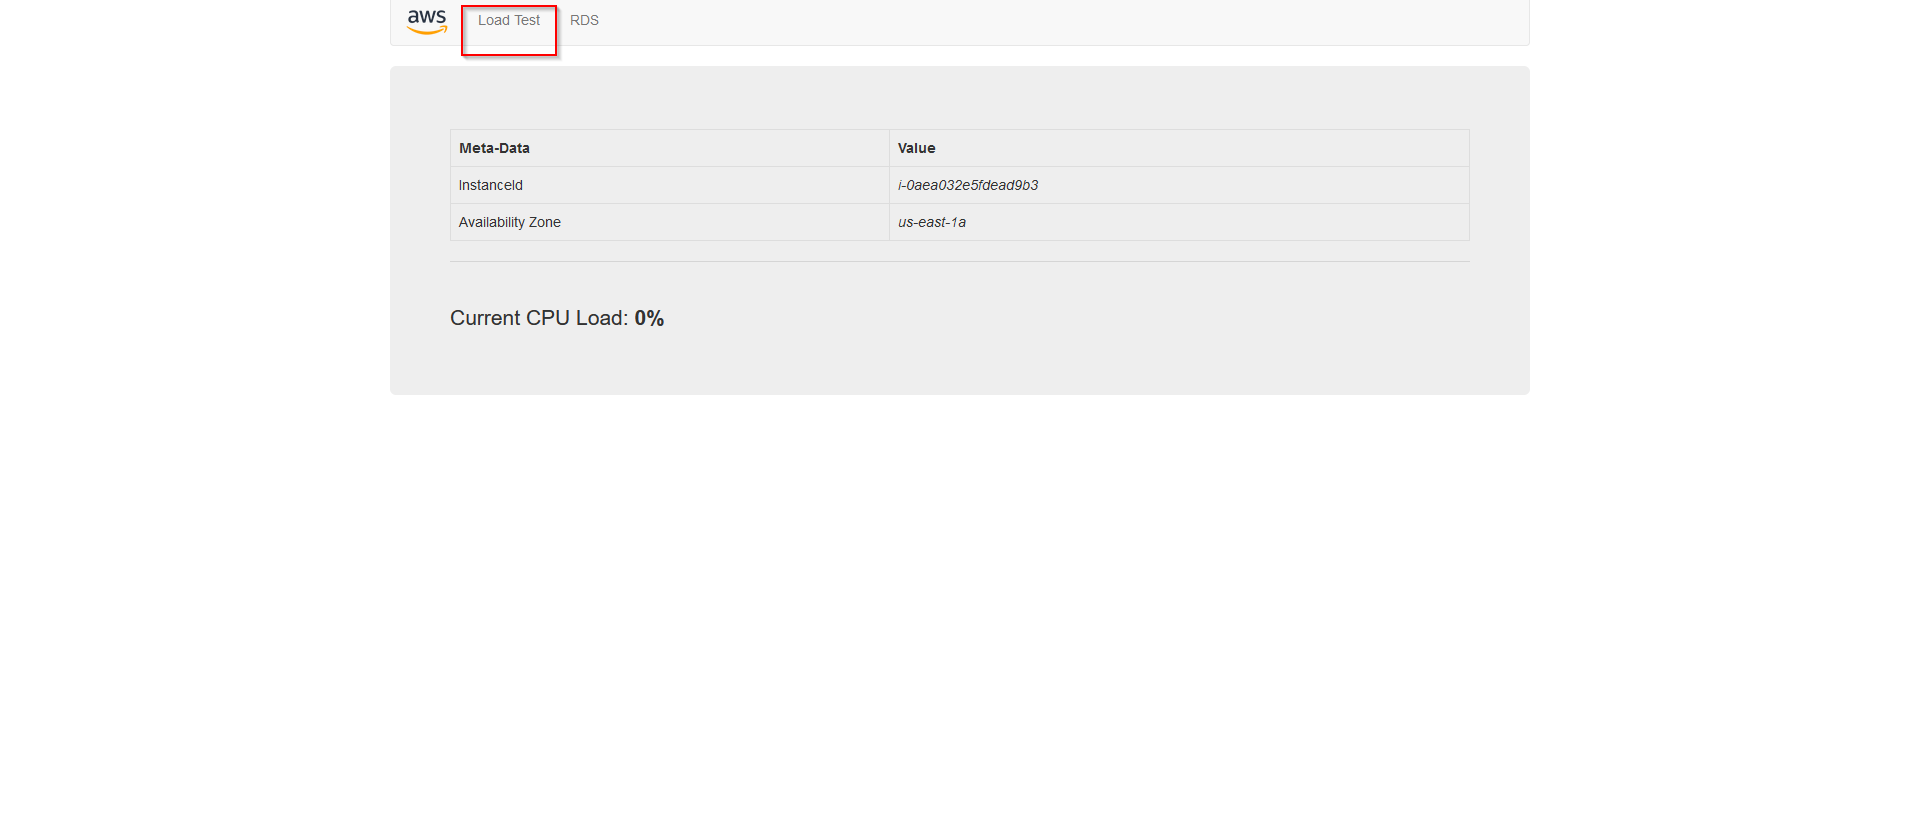 aws Load Test RDS
Meta-Data Value
InstanceId i-0aea032e5fdead9b3
Availability Zone us-east-1a
Current CPU Load: 0%